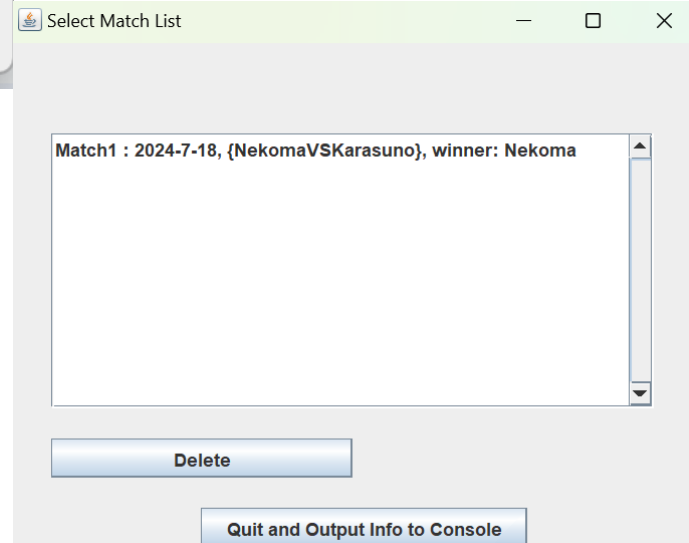 Select Match List
Match1 : 2024-7-18, {NekomaVSKarasuno}, winner: Nekoma
Delete
Quit and Output Info to Console